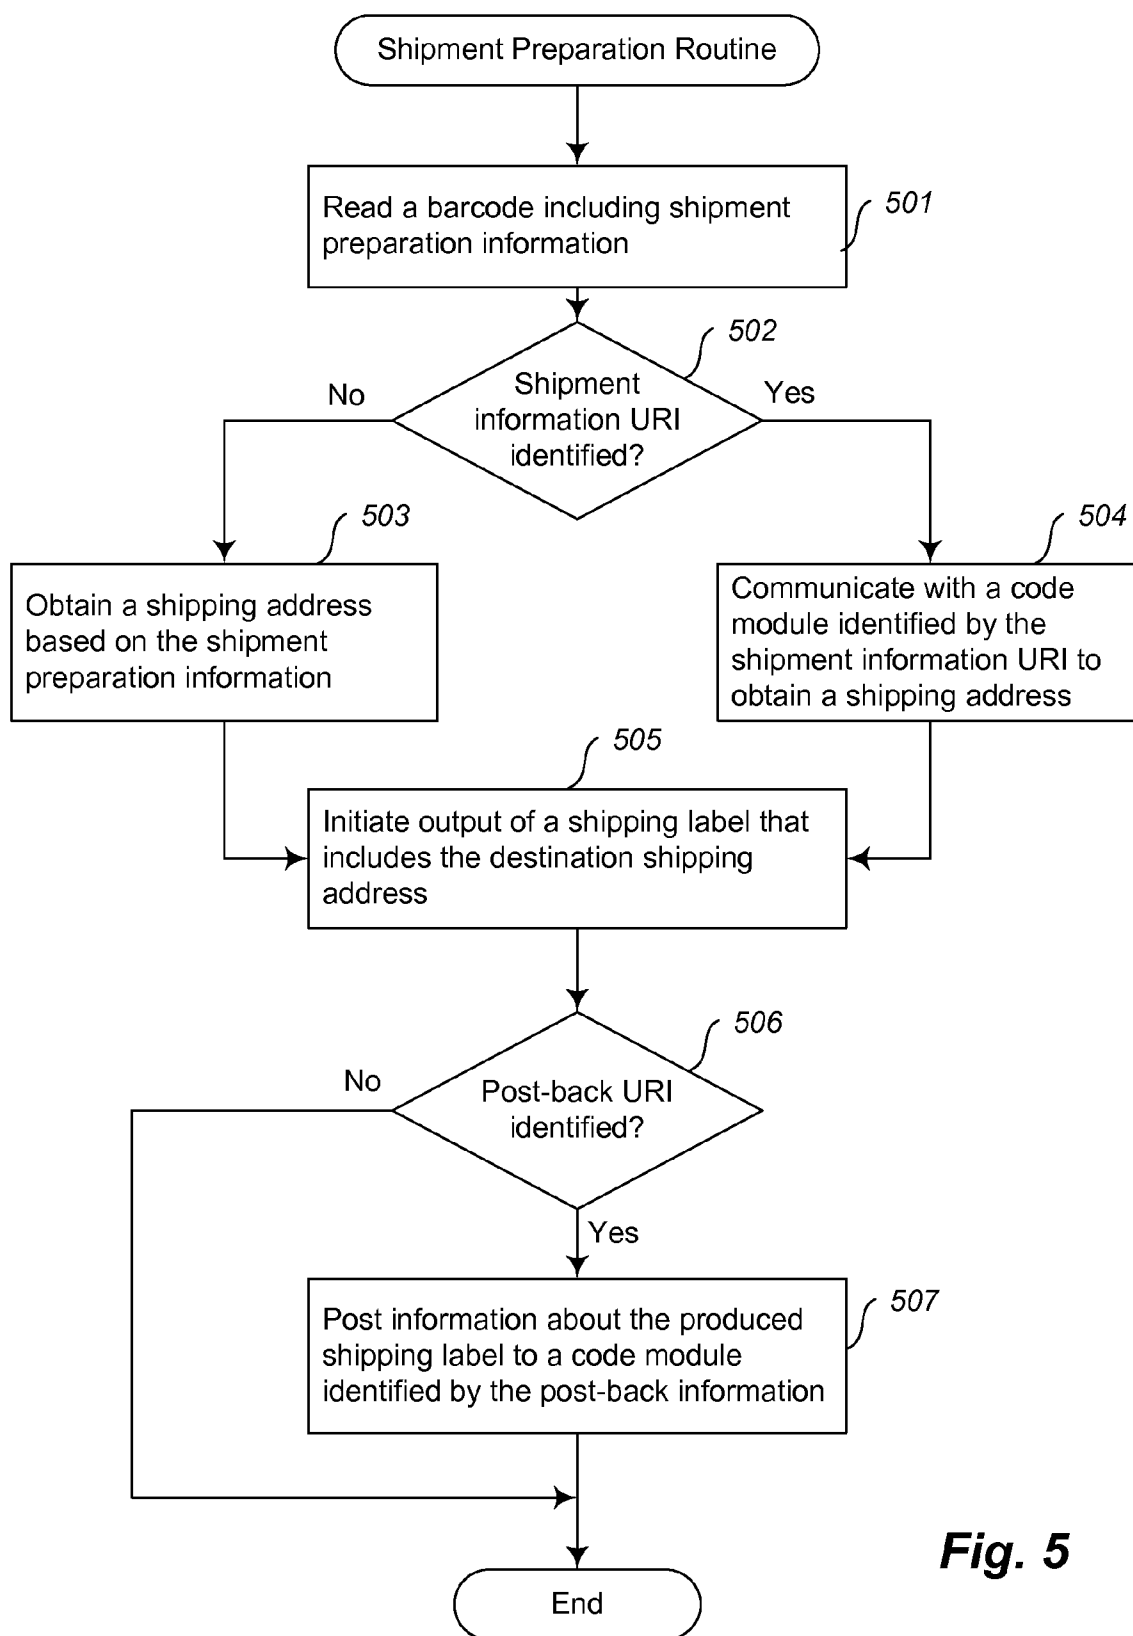 Shipment Preparation Routine
Read a barcode including shipment
preparation information
501
502
Shipment
information URI
identified?
No
Yes
503
504
Obtain a shipping address
based on the shipment
preparation information
Communicate with a code
module identified by the
shipment information URI to
obtain a shipping address
505
Initiate output of a shipping label that
includes the destination shipping
address
506
Post-back URI
identified?
No
Yes
507
Post information about the produced
shipping label to a code module
identified by the post-back information
Fig. 5
End